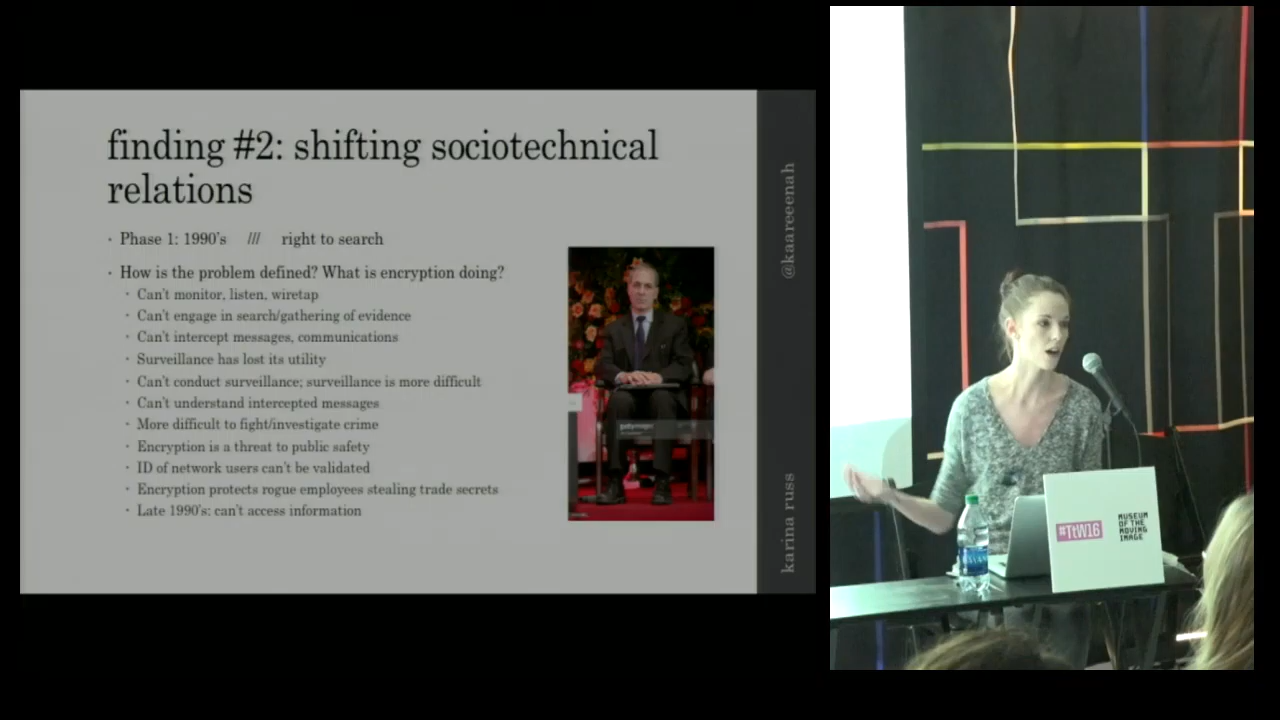 finding #2: shifting sociotechnical
relations
· Phase 1: 1990's /// right to search
· How is the problem defined? What is encryption doing?
· Can't monitor, listen, wiretap
· Can't engage in search/gathering of evidence
· Can't intercept messages, communications
· Surveillance has lost its utility
· Can't conduct surveillance; surveillance is more difficult
· Can't understand intercepted messages
· More difficult to fight/investigate crime
· Encryption is a threat to public safety
· ID of network users can't be validated
· Encryption protects rogue employees stealing trade secrets
· Late 1990's: can't access information
gettyimages
@kaareeenah
karina russ
#TtW16
MUSEUM
OF THE
MOVING
IMAGE